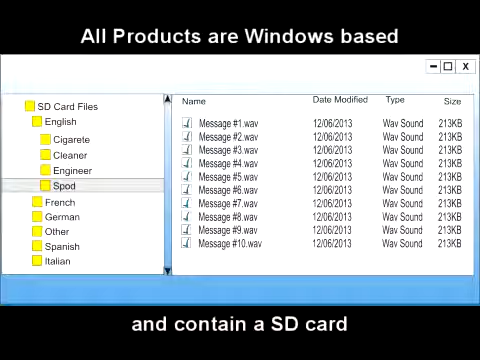 All Products are Windows based
X
SD Card Files
English
Cigarete
Cleaner
Engineer
Spod
French
German
Other
Spanish
Italian
Name Date Modified Type Size
Message #1.wav 12/06/2013 Wav Sound 213KB
Message #2.wav 12/06/2013 Wav Sound 213KB
Message #3.wav 12/06/2013 Wav Sound 213KB
Message #4.wav 12/06/2013 Wav Sound 213KB
Message #5.wav 12/06/2013 Wav Sound 213KB
Message #6.wav 12/06/2013 Wav Sound 213KB
Message #7.wav 12/06/2013 Wav Sound 213KB
Message #8.wav 12/06/2013 Wav Sound 213KB
Message #9.wav 12/06/2013 Wav Sound 213KB
Message #10.wav 12/06/2013 Wav Sound 213KB
and contain a SD card